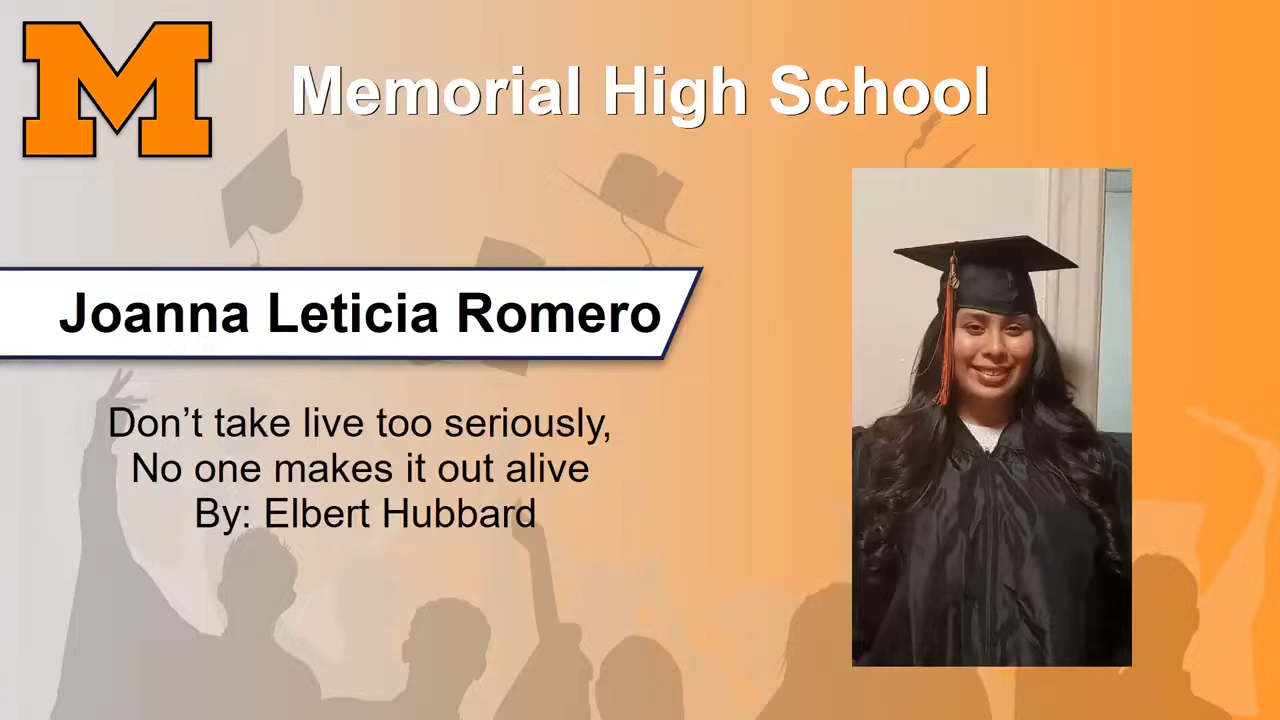 M
Memorial High School
Joanna Leticia Romero
Don’t take live too seriously,
No one makes it out alive
By: Elbert Hubbard